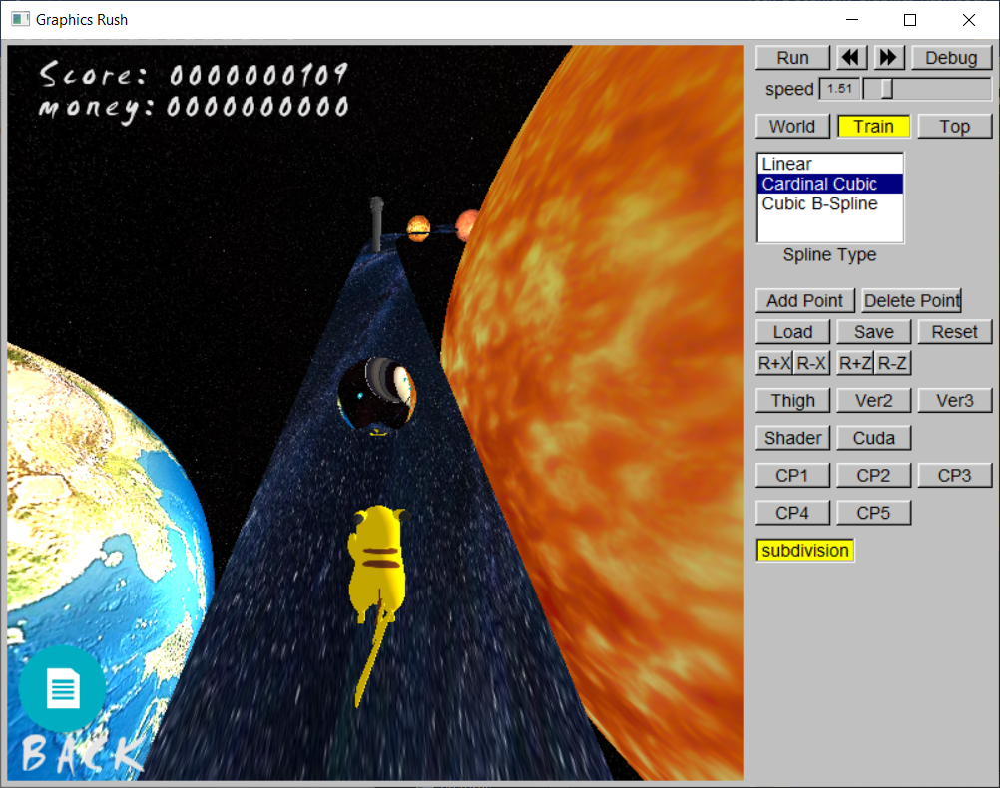 Graphics Rush
Score: 0000000109
money: 0000000000
BACK
Run Debug
speed 1.51
World Train Top
Linear
Cardinal Cubic
Cubic B-Spline
Spline Type
Add Point Delete Point
Load Save Reset
R+X R-X R+Z R-Z
Thigh Ver2 Ver3
Shader Cuda
CP1 CP2 CP3
CP4 CP5
subdivision